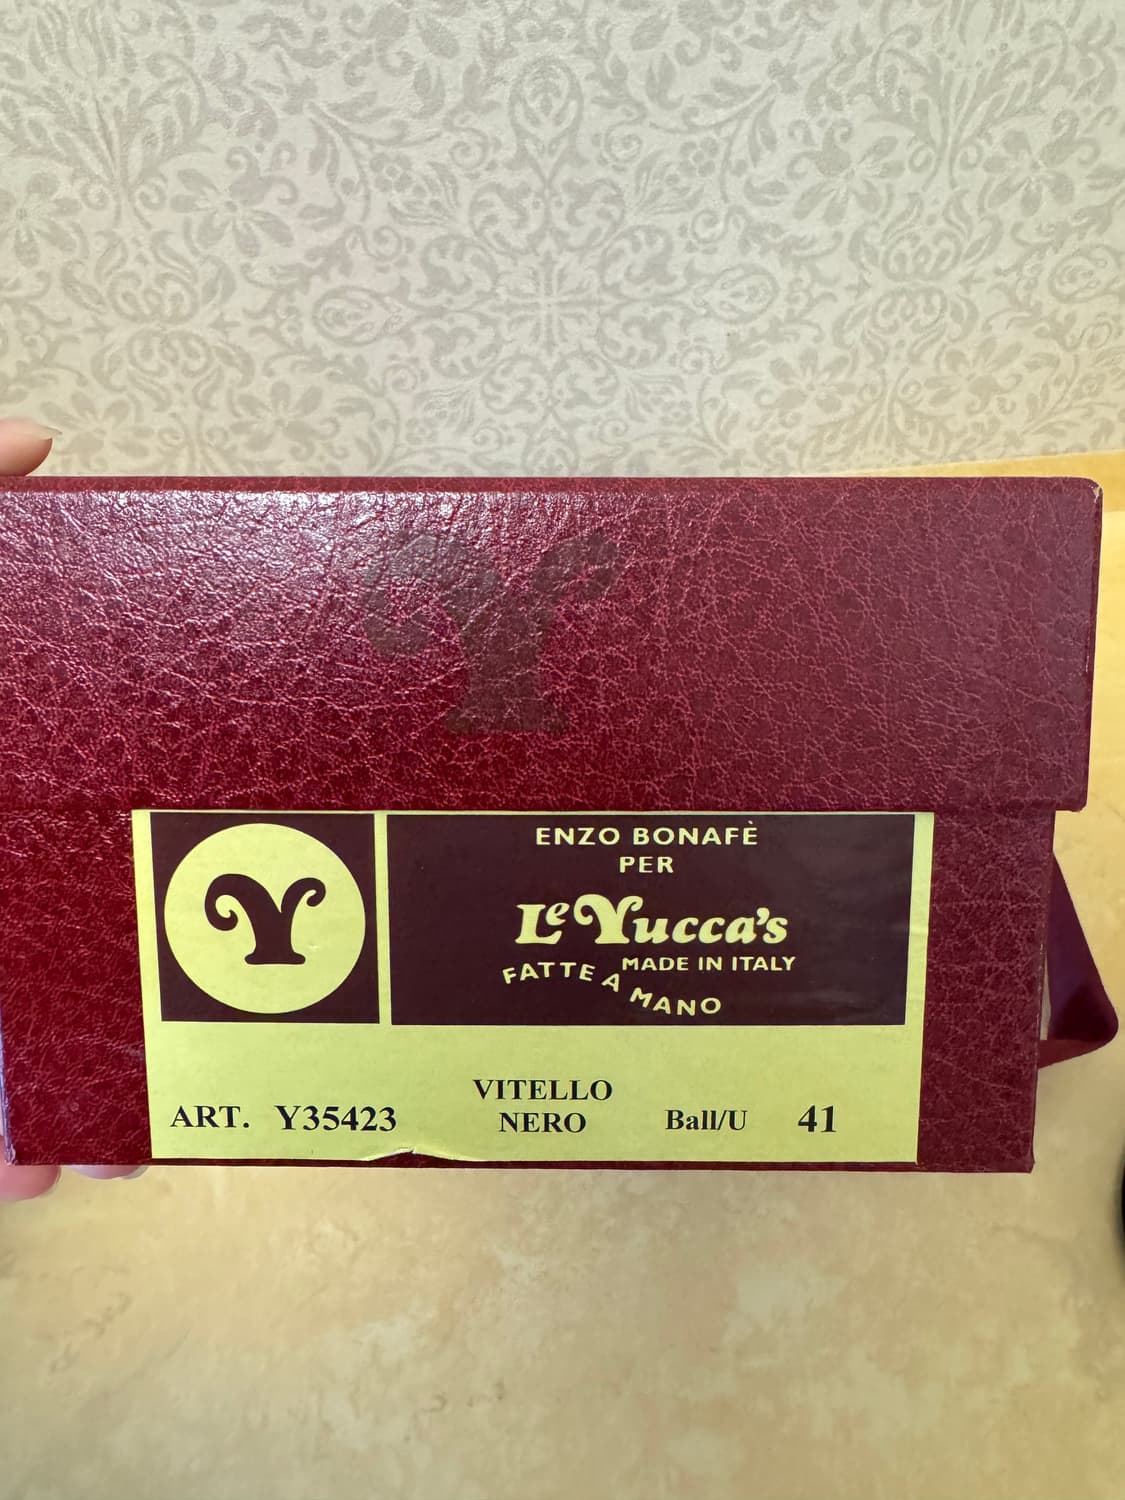 ENZO BONAFÈ
PER
Le Yucca's
MADE IN ITALY
FATTE A MANO
VITELLO
ART. Y35423 NERO Ball/U 41